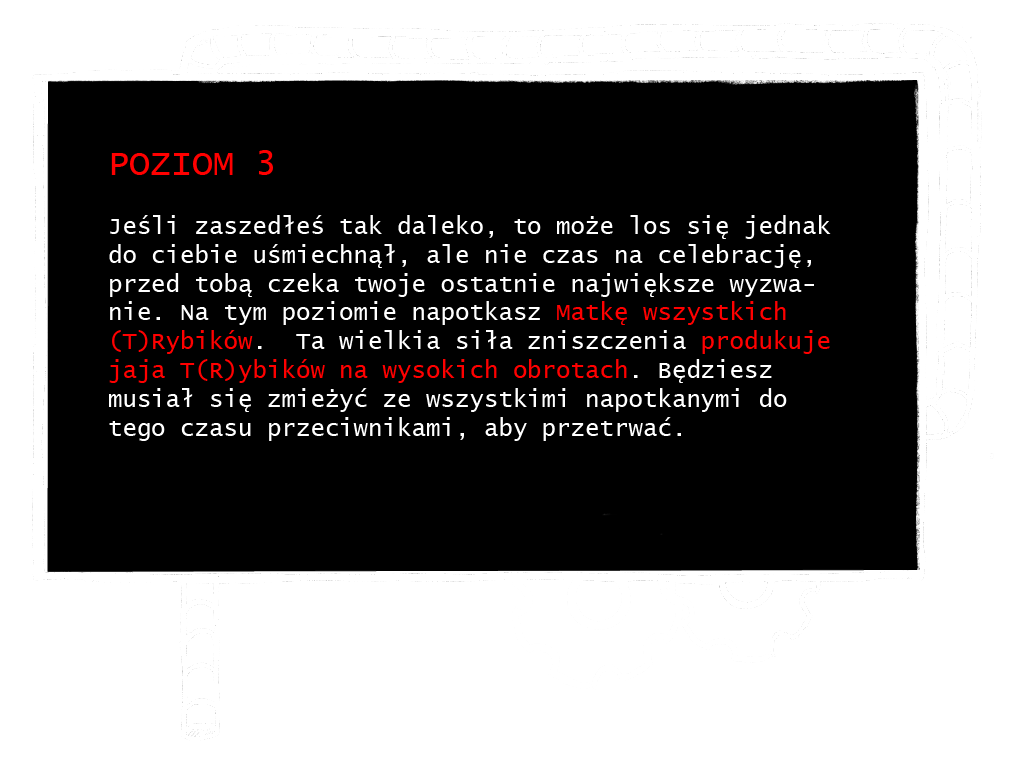 POZIOM 3
Jeśli zaszedłeś tak daleko, to może los się jednak
do ciebie uśmiechnął, ale nie czas na celebrację,
przed tobą czeka twoje ostatnie największe wyzwa-
nie. Na tym poziomie napotkasz Matkę wszystkich
(T)Rybików.  Ta wielkia siła zniszczenia produkuje
jaja T(R)ybików na wysokich obrotach. Będziesz
musiał się zmieżyć ze wszystkimi napotkanymi do
tego czasu przeciwnikami, aby przetrwać.